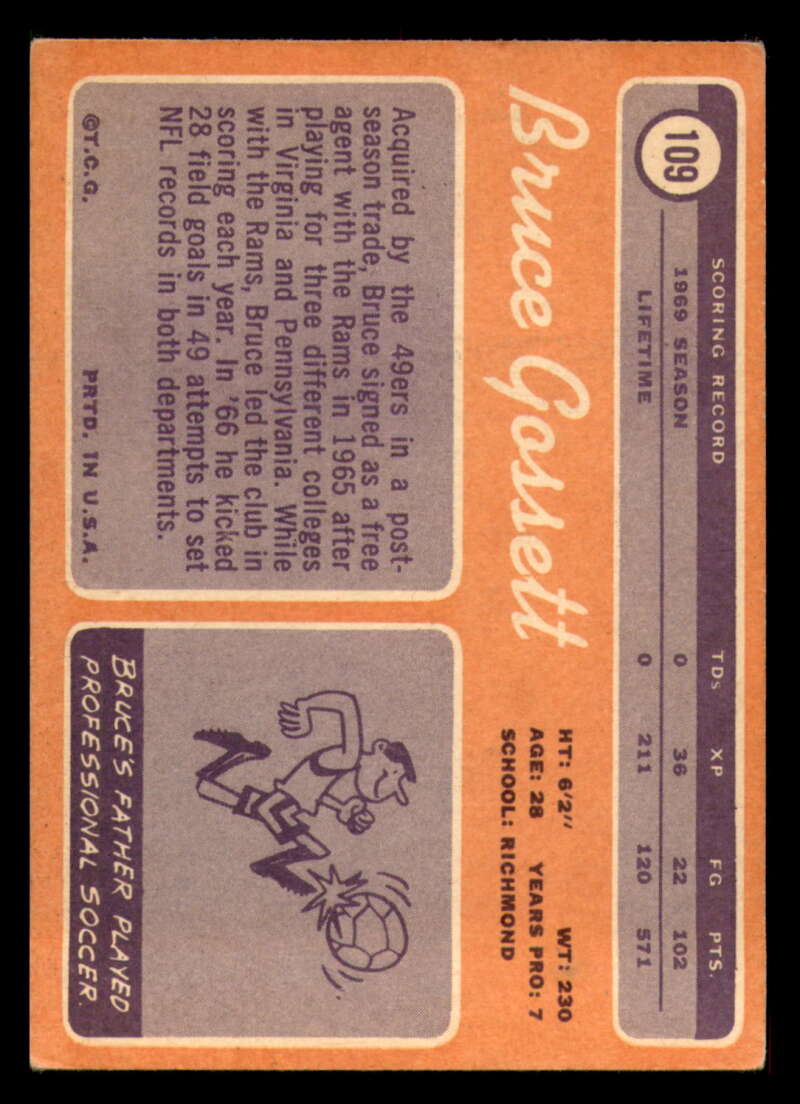 109
SCORING RECORD TDs XP FG PTS.
1969 SEASON 0 36 22 102
LIFETIME 0 211 120 571
Bruce Gossett
HT: 6'2" WT: 230
AGE: 28 YEARS PRO: 7
SCHOOL: RICHMOND
Acquired by the 49ers in a post-
season trade, Bruce signed as a free
agent with the Rams in 1965 after
playing for three different colleges
in Virginia and Pennsylvania. While
with the Rams, Bruce led the club in
scoring each year. In '66 he kicked
28 field goals in 49 attempts to set
NFL records in both departments.
©T.C.G. PRTD. IN U.S.A.
BRUCE'S FATHER PLAYED
PROFESSIONAL SOCCER.